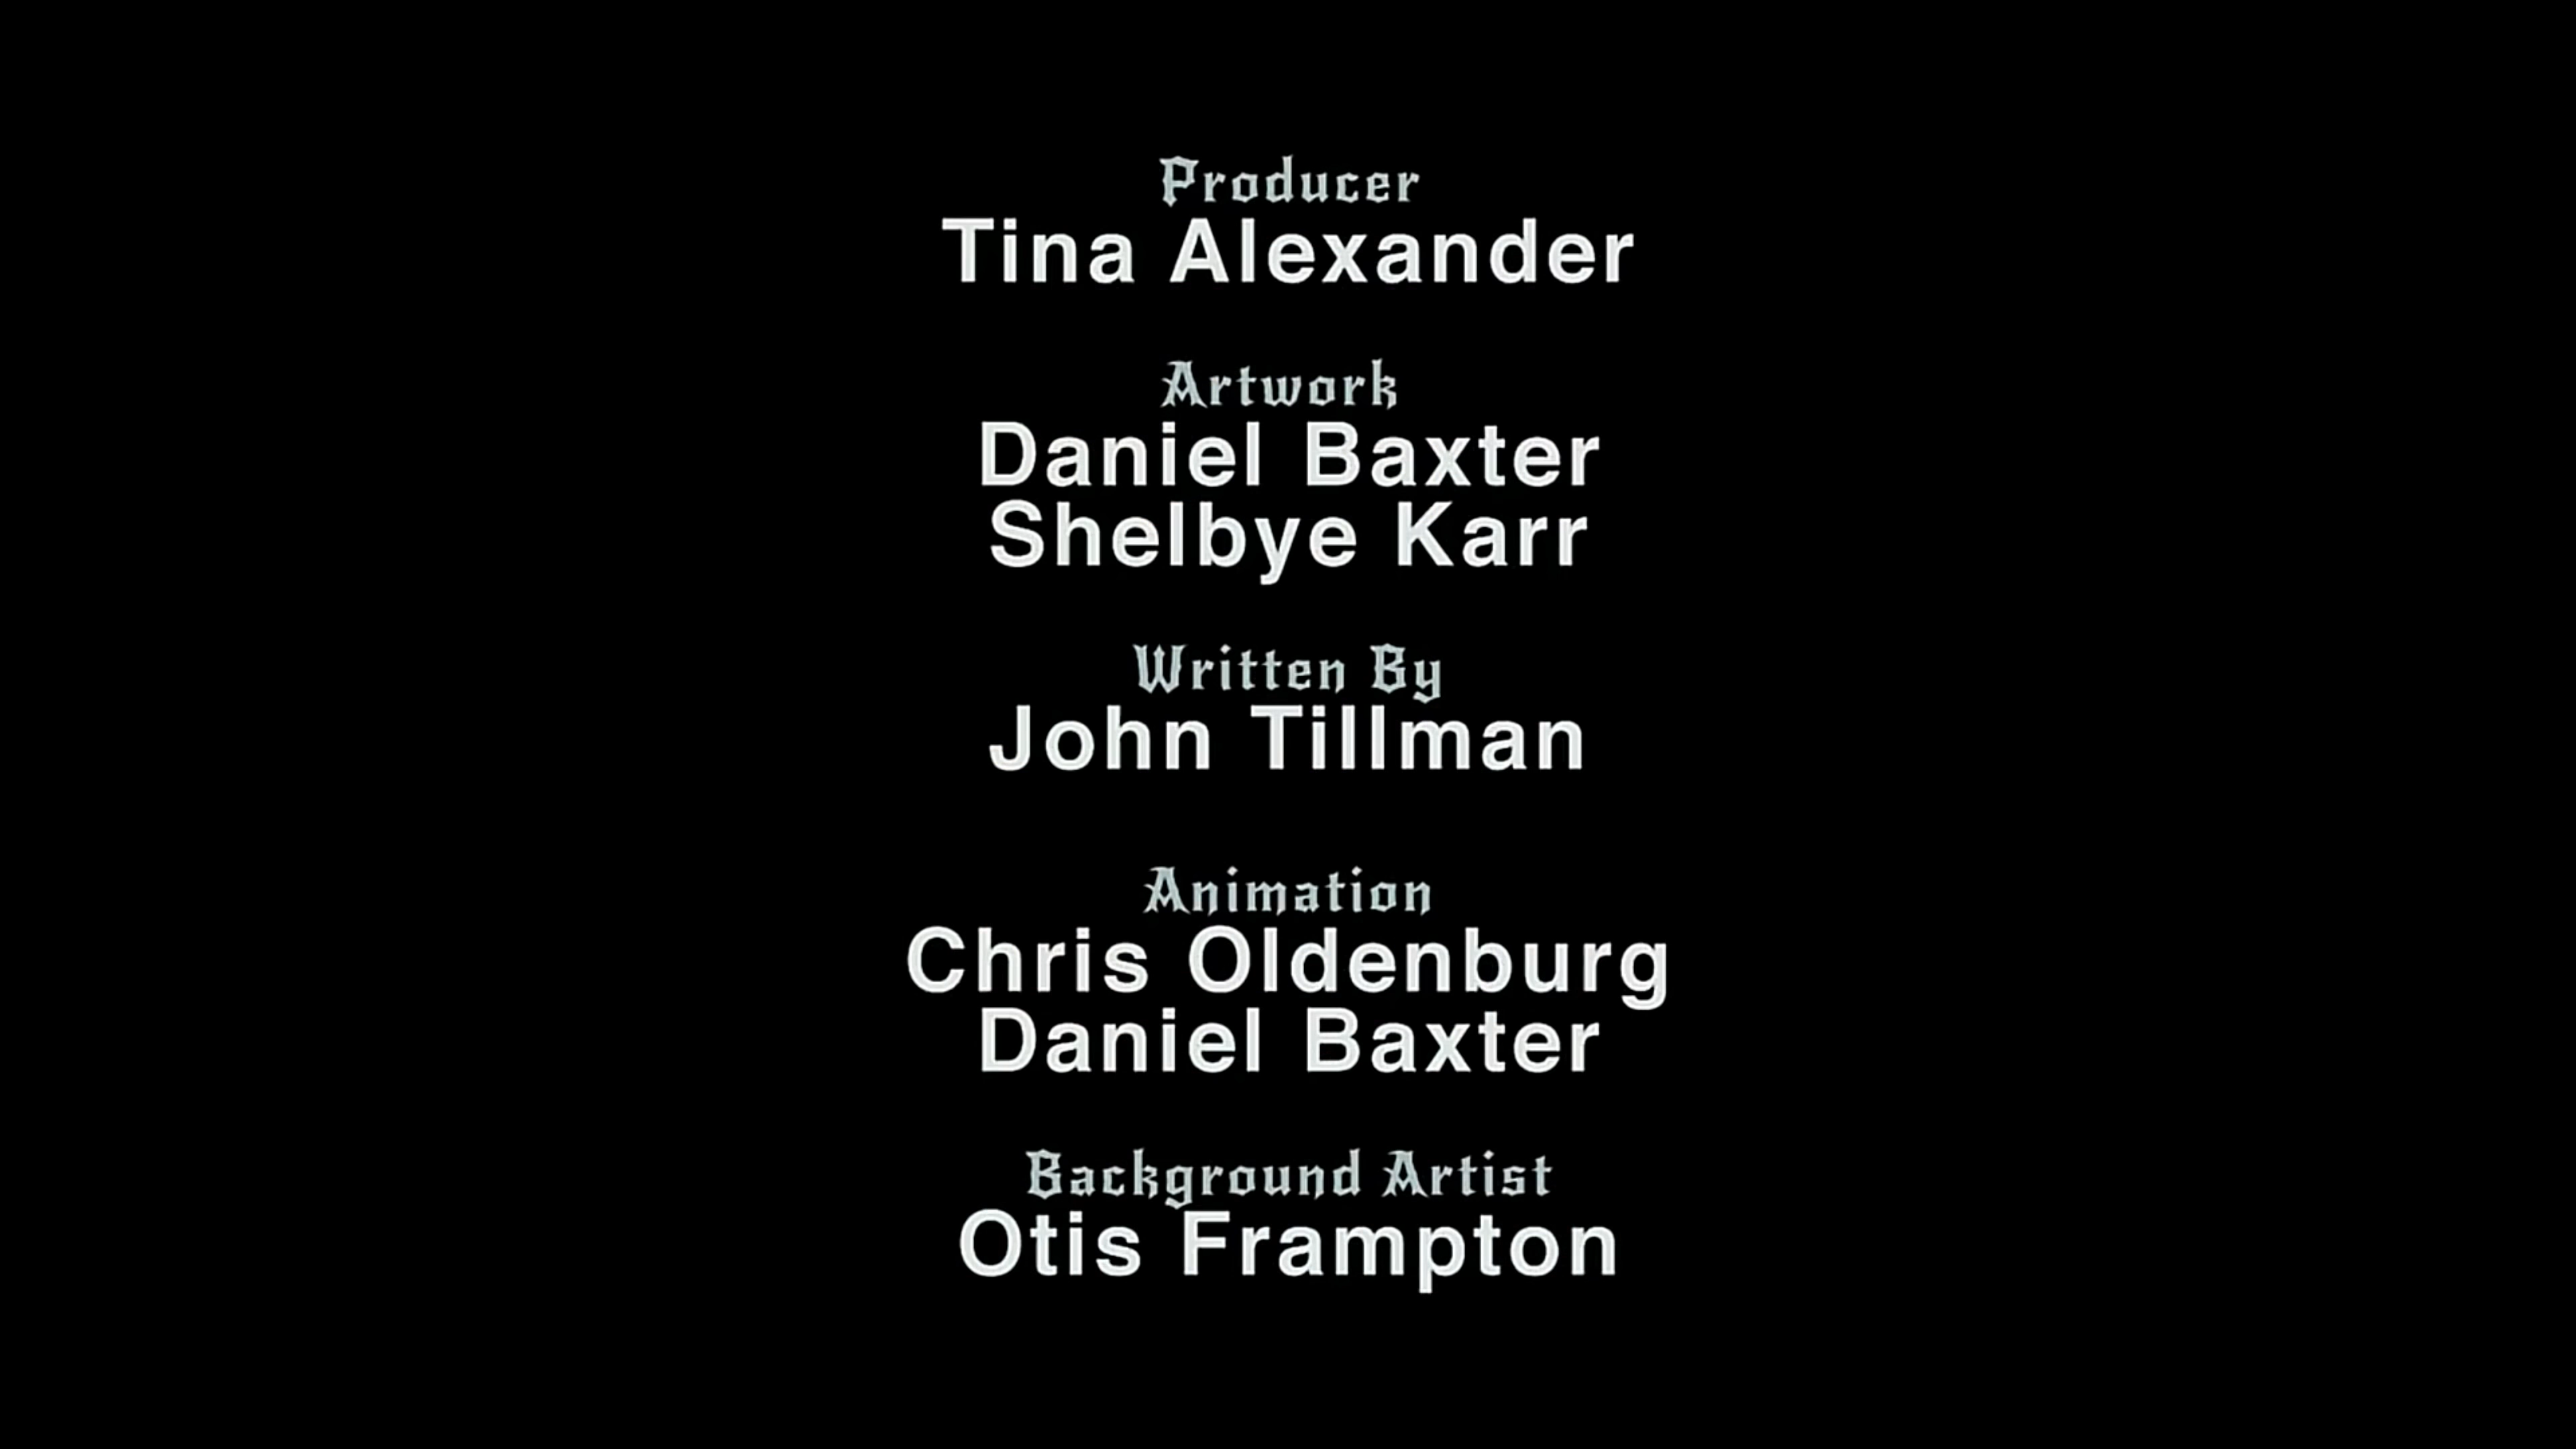 Producer
Tina Alexander
Artwork
Daniel Baxter
Shelbye Karr
Written By
John Tillman
Animation
Chris Oldenburg
Daniel Baxter
Background Artist
Otis Frampton